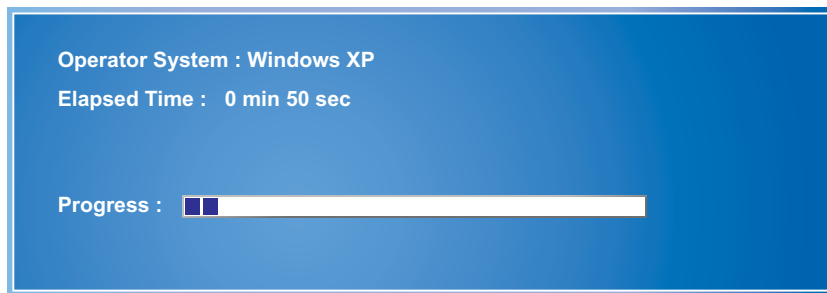 Operator System : Windows XP
Elapsed Time : 0 min 50 sec
Progress :